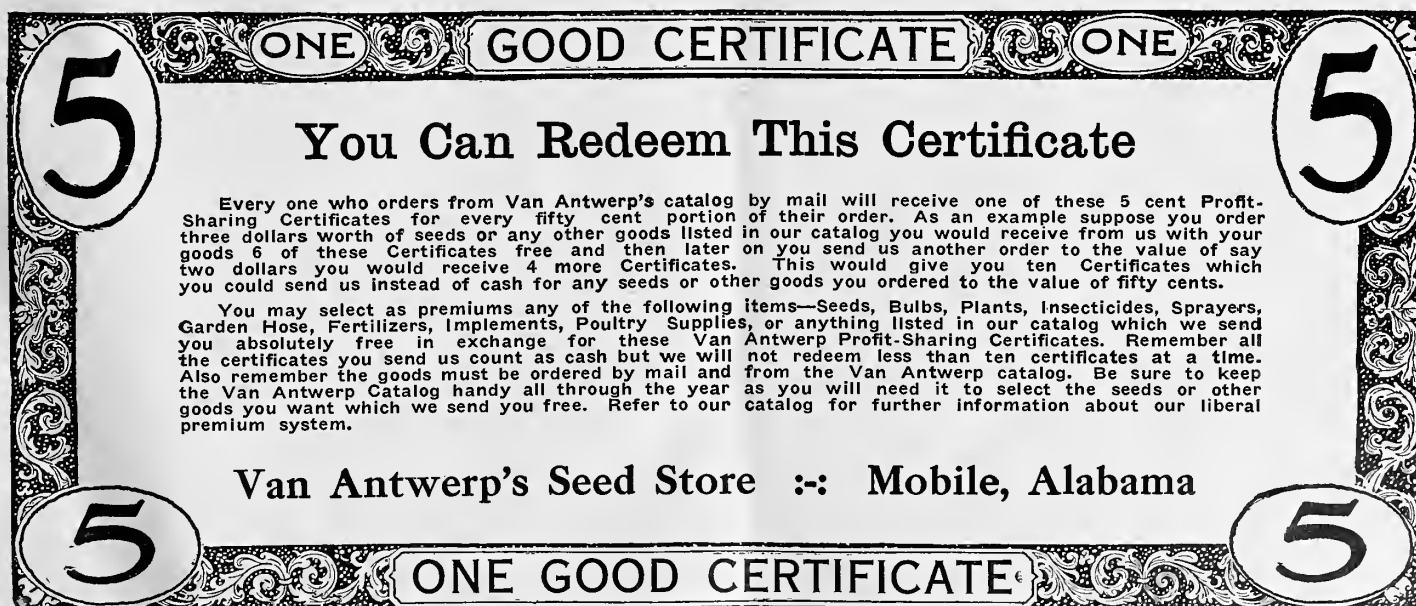 ONE GOOD CERTIFICATE ONE
5 5
You Can Redeem This Certificate
Every one who orders from Van Antwerp's catalog by mail will receive one of these 5 cent Profit-
Sharing Certificates for every fifty cent portion of their order. As an example suppose you order
three dollars worth of seeds or any other goods listed in our catalog you would receive from us with your
goods 6 of these Certificates free and then later on you send us another order to the value of say
two dollars you would receive 4 more Certificates. This would give you ten Certificates which
you could send us instead of cash for any seeds or other goods you ordered to the value of fifty cents.
You may select as premiums any of the following items—Seeds, Bulbs, Plants, Insecticids, Sprayers,
Garden Hose, Fertilizers, Implements, Poultry Supplies, or anything listed in our catalog which we send
you absolutely free in exchange for these Van Antwerp Profit-Sharing Certificates. Remember all
the certificates you send us count as cash but we will not redeem less than ten certificates at a time.
Also remember the goods must be ordered by mail and from the Van Antwerp catalog. Be sure to keep
the Van Antwerp Catalog handy all through the year as you will need it to select the seeds or other
goods you want which we send you free. Refer to our catalog for further information about our liberal
premium system.
Van Antwerp's Seed Store :-: Mobile, Alabama
5 5
ONE GOOD CERTIFICATE